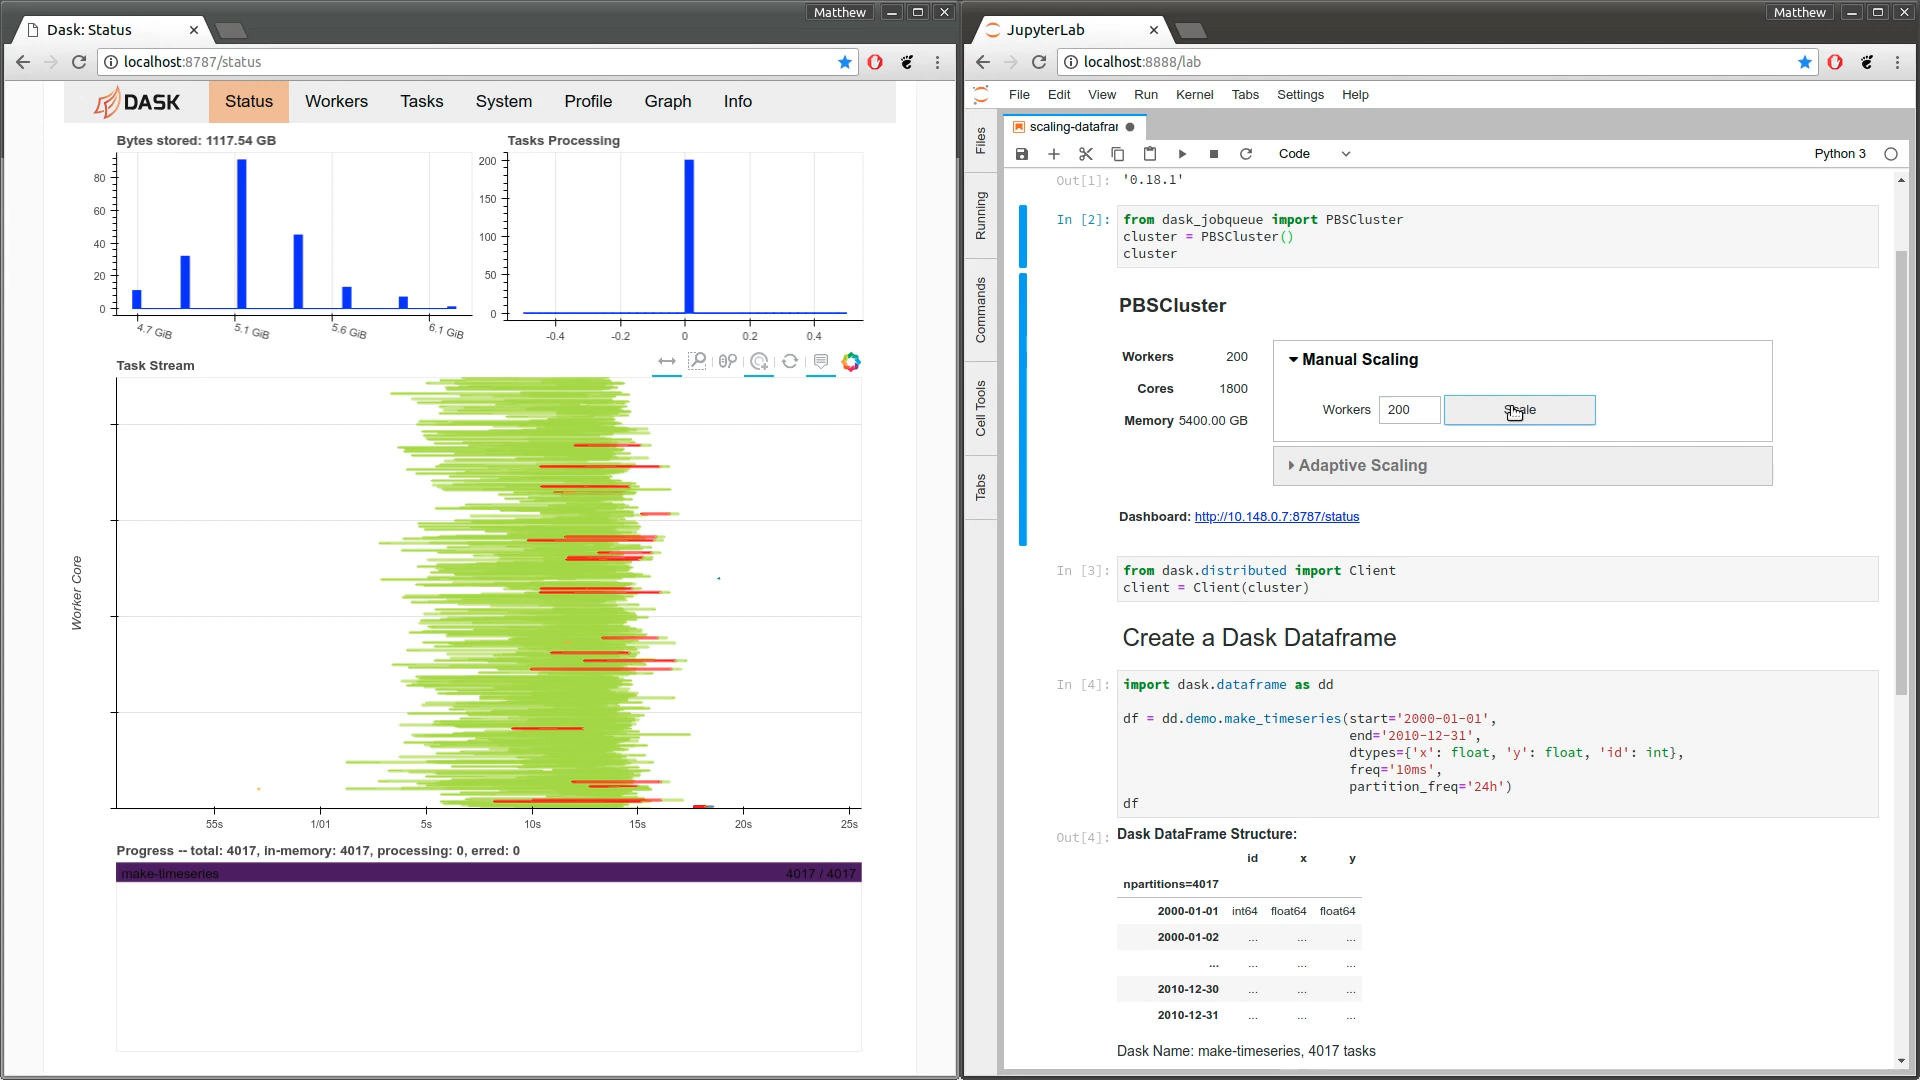 Matthew
Dask: Status
localhost:8787/status
DASK
Status Workers Tasks System Profile Graph Info
Bytes stored: 1117.54 GB
80
60
40
20
0
4.7 GiB 5.1 GiB 5.6 GiB 6.1 GiB
Tasks Processing
200
150
100
50
0
-0.4 -0.2 0 0.2 0.4
Task Stream
Worker Core
55s 1/01 5s 10s 15s 20s 25s
Progress -- total: 4017, in-memory: 4017, processing: 0, erred: 0
make-timeseries 4017 / 4017
Matthew
JupyterLab
localhost:8888/lab
File Edit View Run Kernel Tabs Settings Help
Files
Running
Commands
Cell Tools
Tabs
scaling-datafrar
Code Python 3
Out[1]: '0.18.1'
In [2]: from dask_jobqueue import PBSCluster
cluster = PBSCluster()
cluster
PBSCluster
Workers 200
Cores 1800
Memory 5400.00 GB
Manual Scaling
Workers 200 Scale
Adaptive Scaling
Dashboard: http://10.148.0.7:8787/status
In [3]: from dask.distributed import Client
client = Client(cluster)
Create a Dask Dataframe
In [4]: import dask.dataframe as dd
df = dd.demo.make_timeseries(start='2000-01-01',
end='2010-12-31',
dtypes={'x': float, 'y': float, 'id': int},
freq='10ms',
partition_freq='24h')
df
Out[4]: Dask DataFrame Structure:
id x y
npartitions=4017
2000-01-01 int64 float64 float64
2000-01-02 ... ... ...
... ... ... ...
2010-12-30 ... ... ...
2010-12-31 ... ... ...
Dask Name: make-timeseries, 4017 tasks